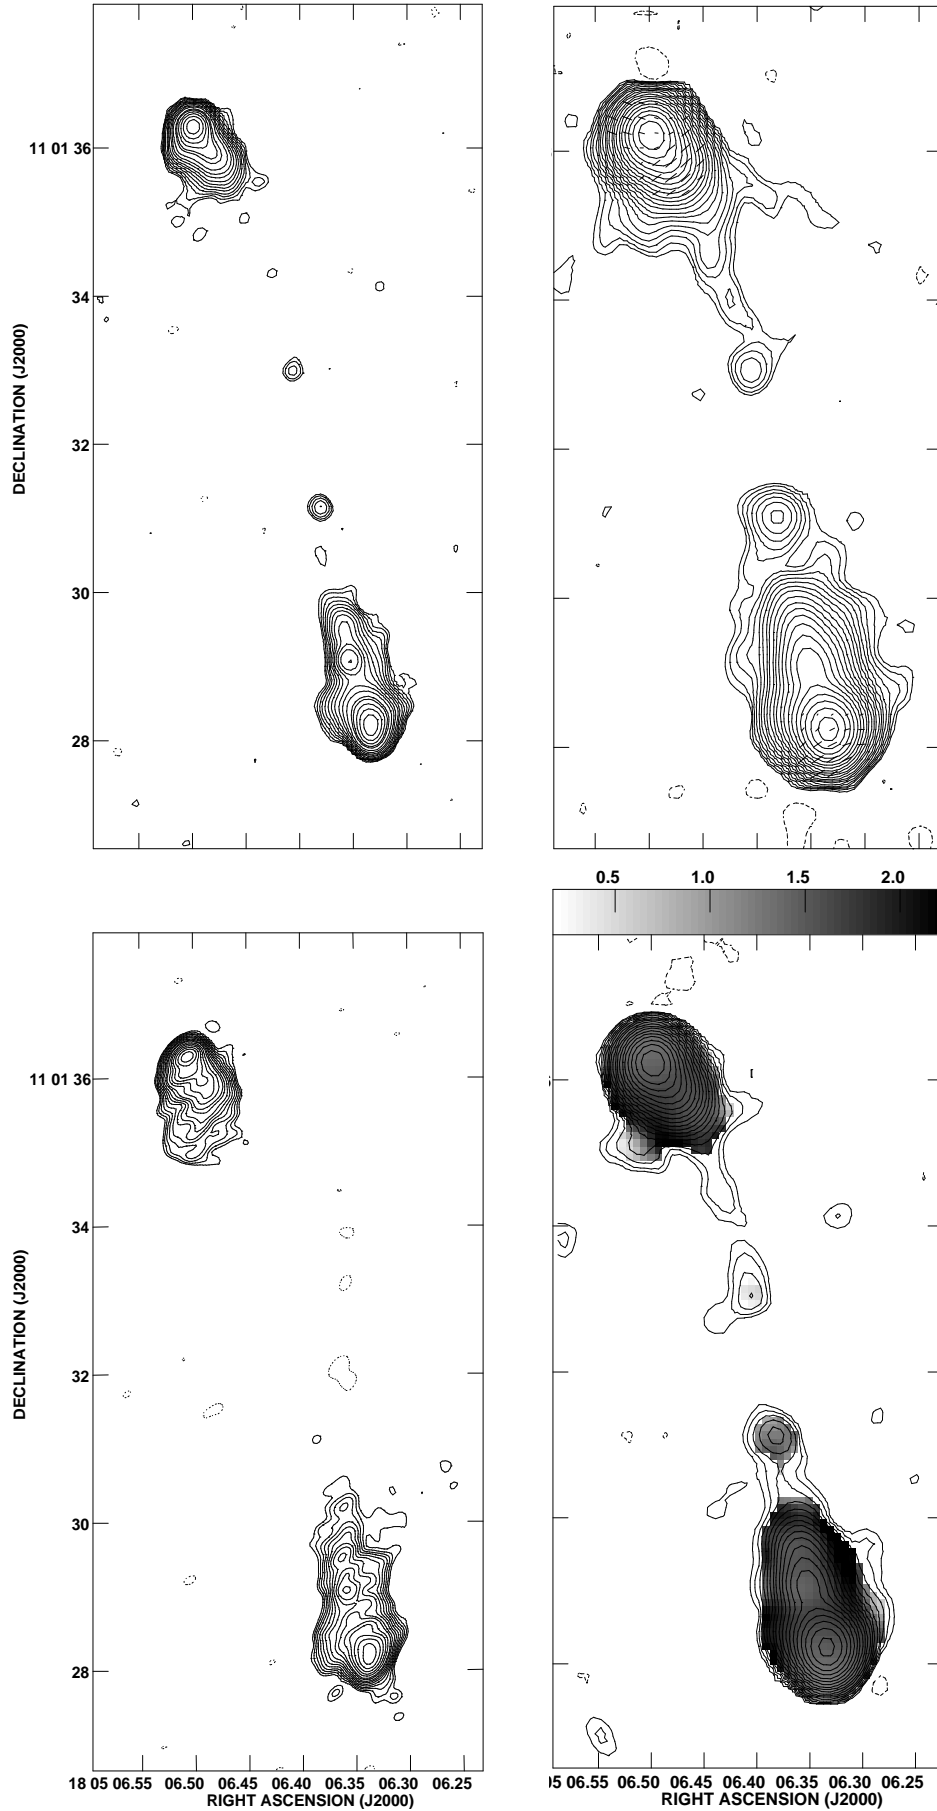 DECLINATION (J2000)
11 01 36
34
32
30
28
0.5 1.0 1.5 2.0
DECLINATION (J2000)
11 01 36
34
32
30
28
18 05 06.55 06.50 06.45 06.40 06.35 06.30 06.25
RIGHT ASCENSION (J2000)
05 06.55 06.50 06.45 06.40 06.35 06.30 06.25
RIGHT ASCENSION (J2000)